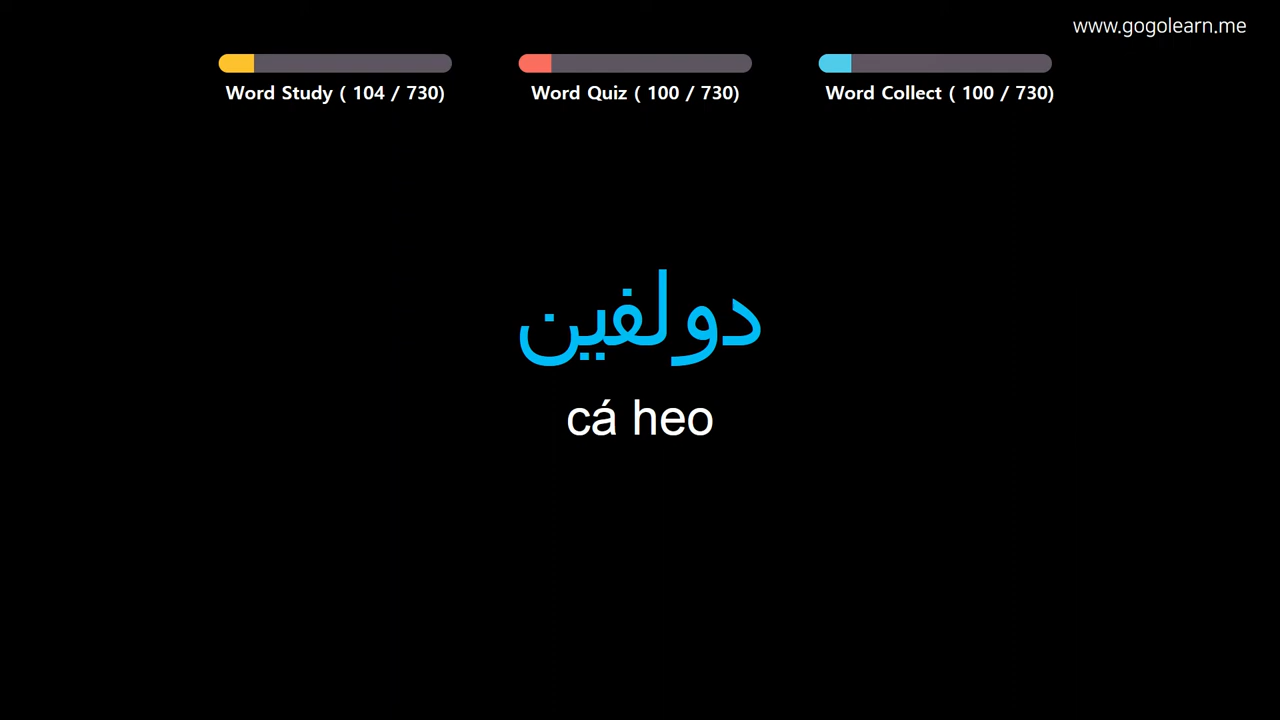 www.gogolearn.me
Word Study ( 104 / 730)
Word Quiz ( 100 / 730)
Word Collect ( 100 / 730)
دولفين
cá heo